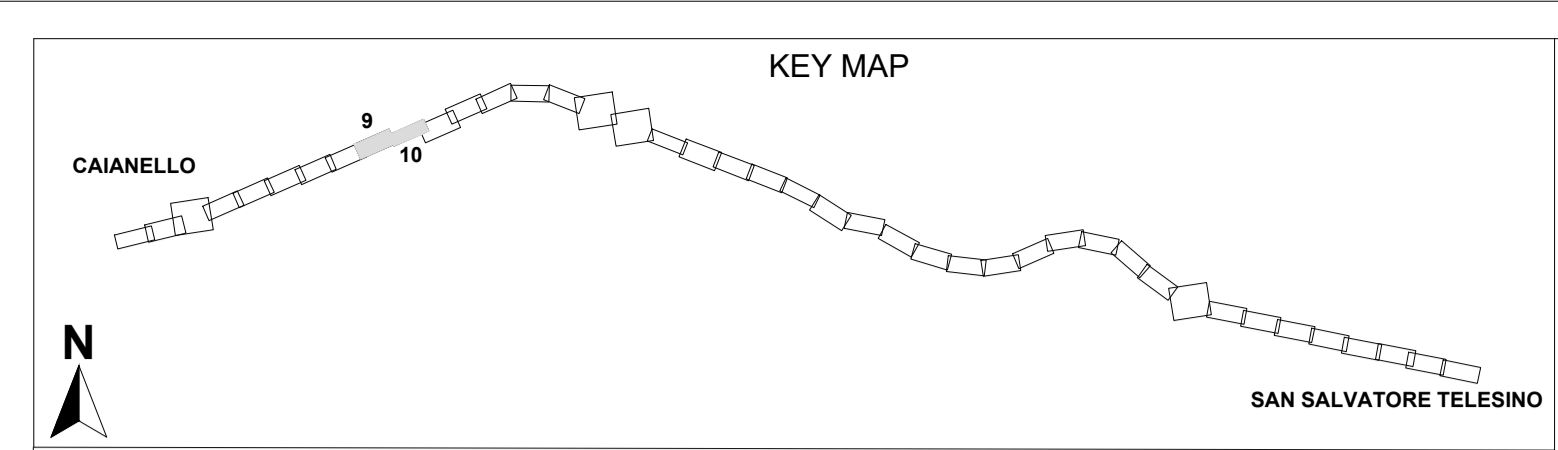 KEY MAP
9
10
CAIANELLO
N
SAN SALVATORE TELESINO